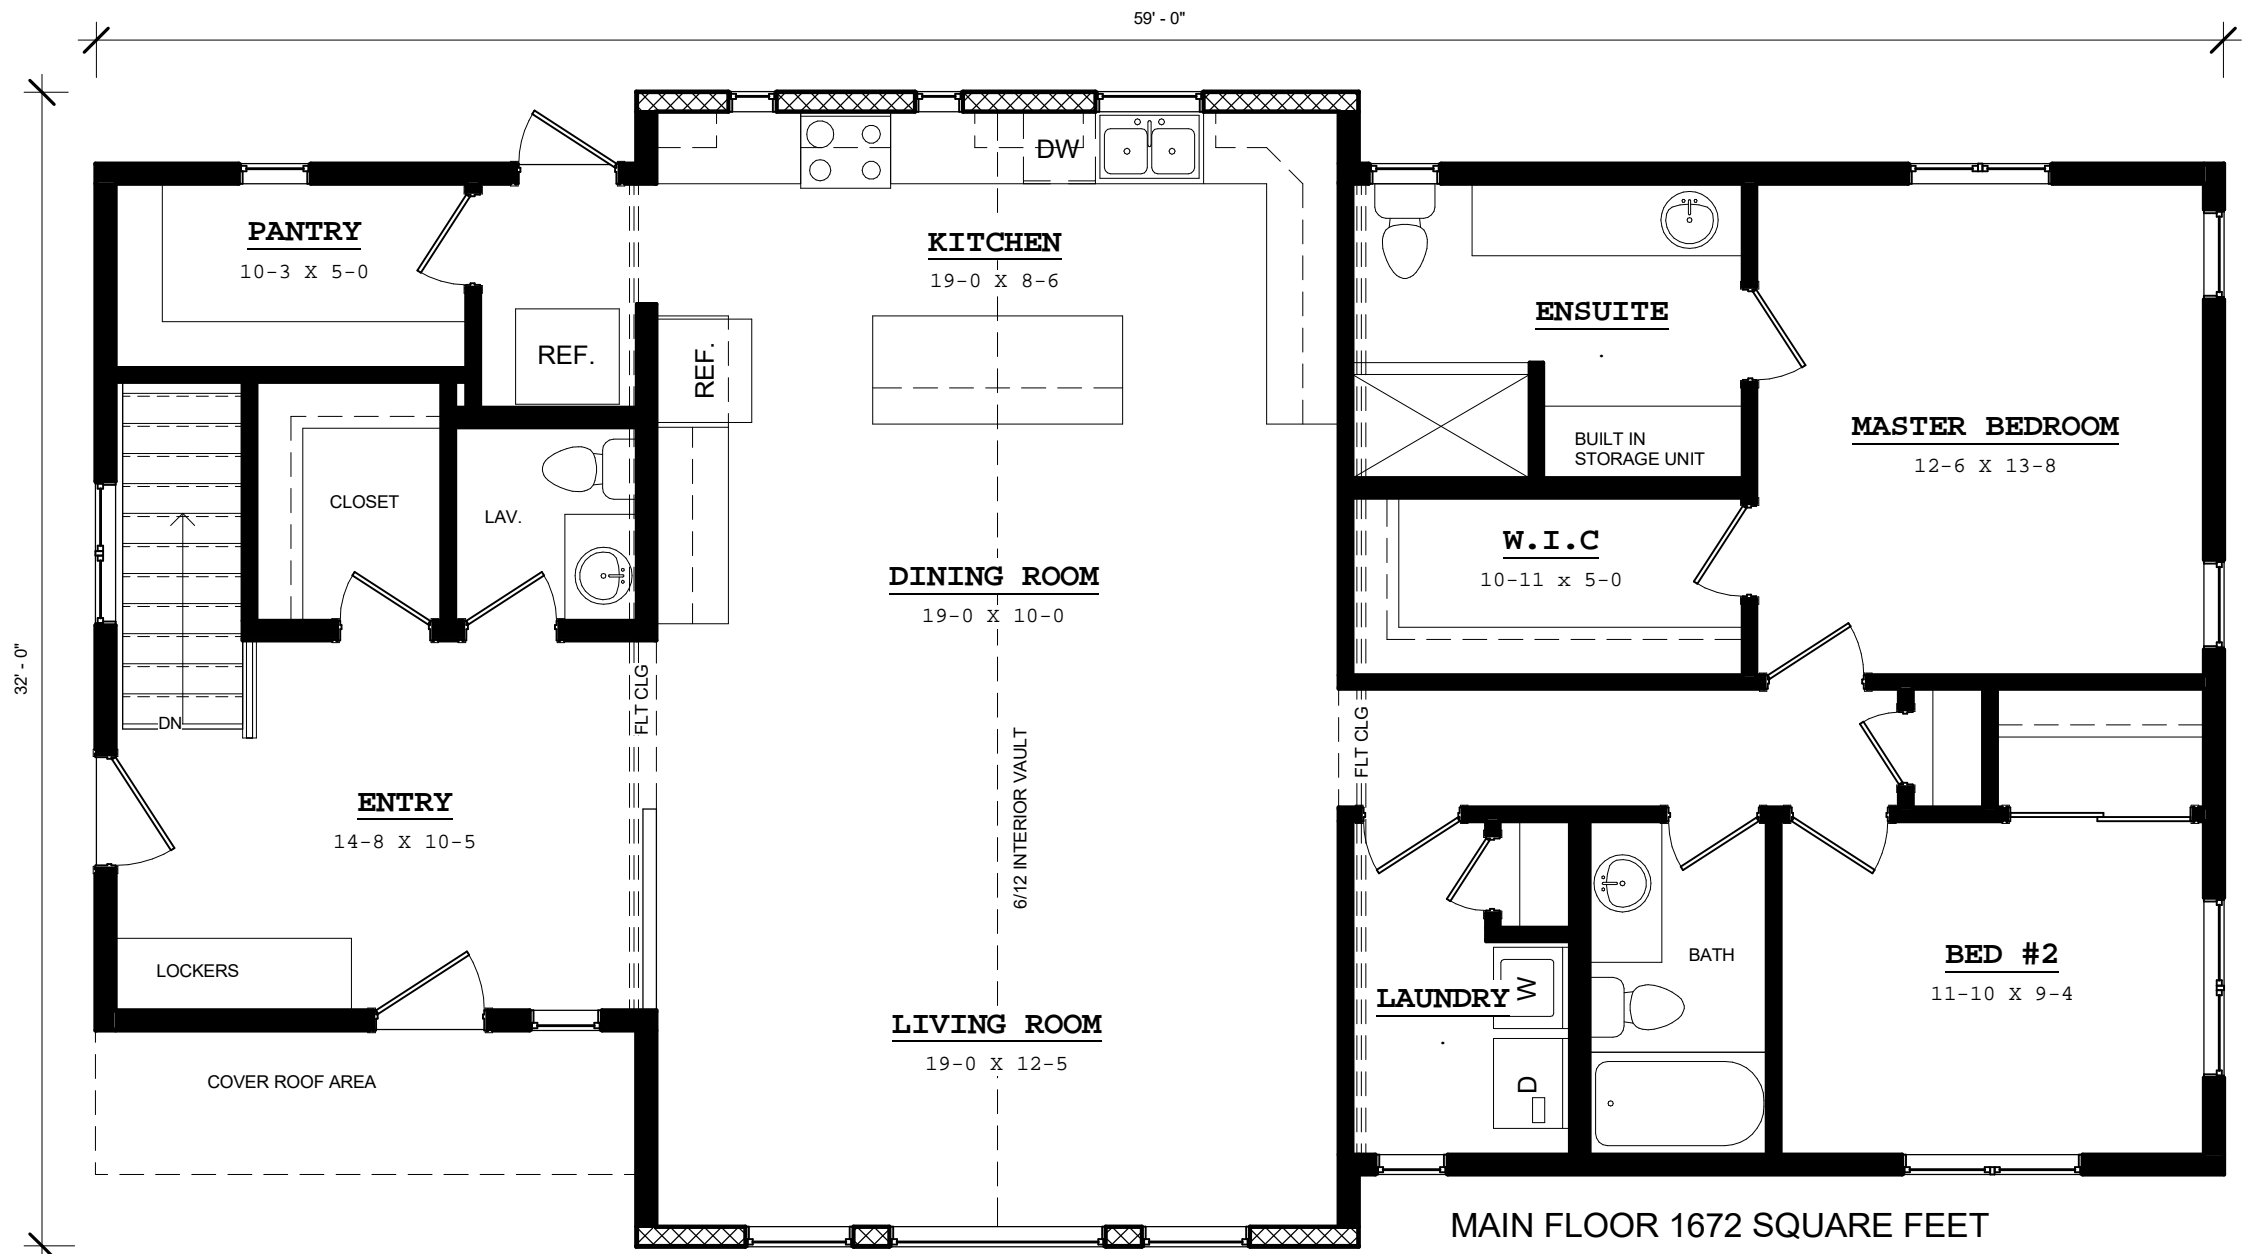 59' - 0"
32' - 0"
PANTRY
10-3 X 5-0
REF.
REF.
KITCHEN
19-0 X 8-6
DW
ENSUITE
BUILT IN
STORAGE UNIT
MASTER BEDROOM
12-6 X 13-8
CLOSET
LAV.
DINING ROOM
19-0 X 10-0
W.I.C
10-11 x 5-0
DN
FLT CLG
FLT CLG
6/12 INTERIOR VAULT
ENTRY
14-8 X 10-5
LOCKERS
COVER ROOF AREA
LIVING ROOM
19-0 X 12-5
LAUNDRY
W
D
BATH
BED #2
11-10 X 9-4
MAIN FLOOR 1672 SQUARE FEET